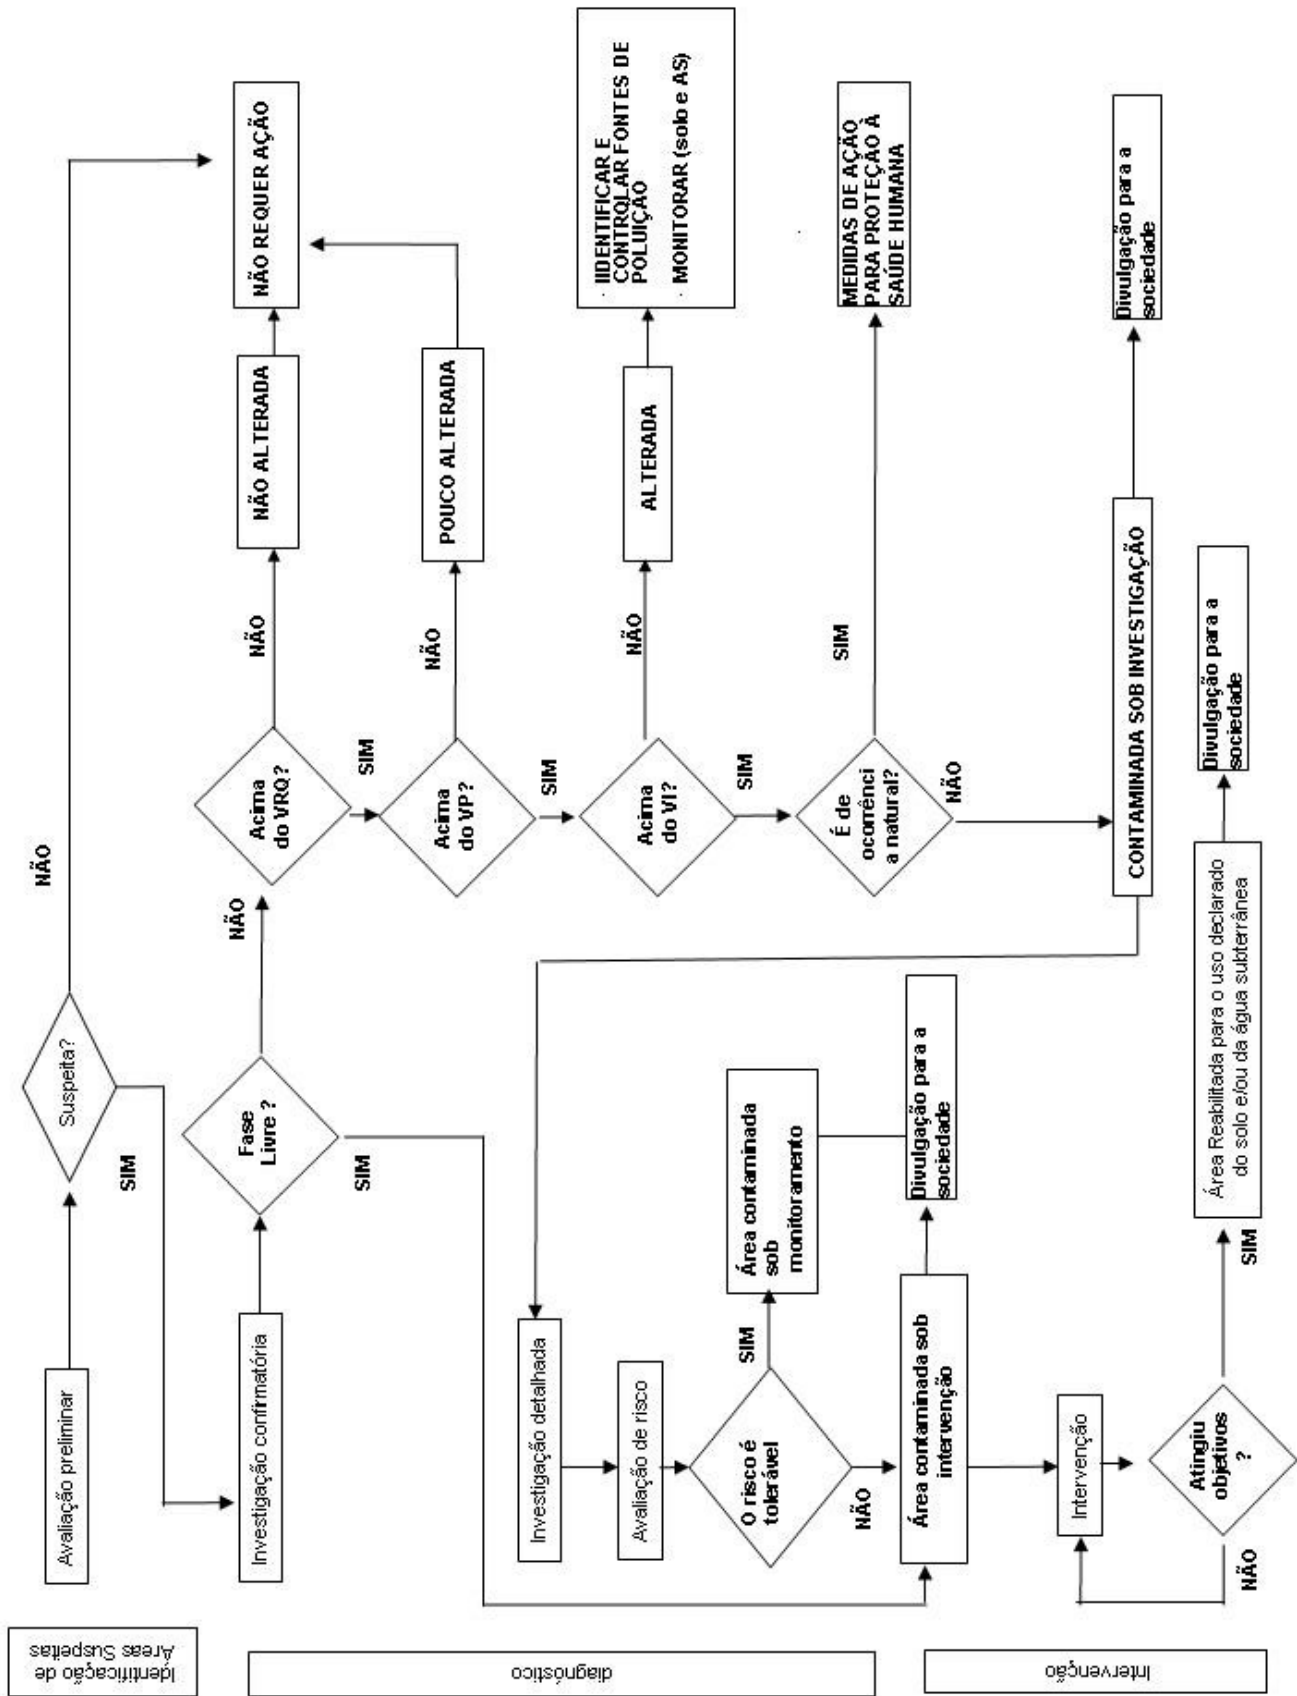 Identificação de
Áreas Suspeitas
Avaliação preliminar
Suspeita?
NÃO
SIM
diagnóstico
Investigação confirmatória
Fase
Livre ?
NÃO
SIM
Acima
do VRQ?
NÃO
SIM
NÃO ALTERADA
NÃO REQUER AÇÃO
Acima
do VP?
NÃO
SIM
POUCO ALTERADA
Acima
do VI?
NÃO
SIM
ALTERADA
IIDENTIFICAR E
CONTROLAR FONTES DE
POLUIÇÃO
MONITORAR (solo e AS)
É de
ocorrênci
a natural?
SIM
NÃO
MEDIDAS DE AÇÃO
PARA PROTEÇÃO À
SAÚDE HUMANA
CONTAMINADA SOB INVESTIGAÇÃO
Divulgação para a
sociedade
Investigação detalhada
Avaliação de risco
O risco é
tolerável
SIM
NÃO
Área contaminada
sob
monitoramento
Divulgação para a
sociedade
Área contaminada sob
intervenção
Intervenção
Intervenção
Atingiu
objetivos
?
NÃO
SIM
Área Reabilitada para o uso declarado
do solo e/ou da água subterrânea
Divulgação para a
sociedade